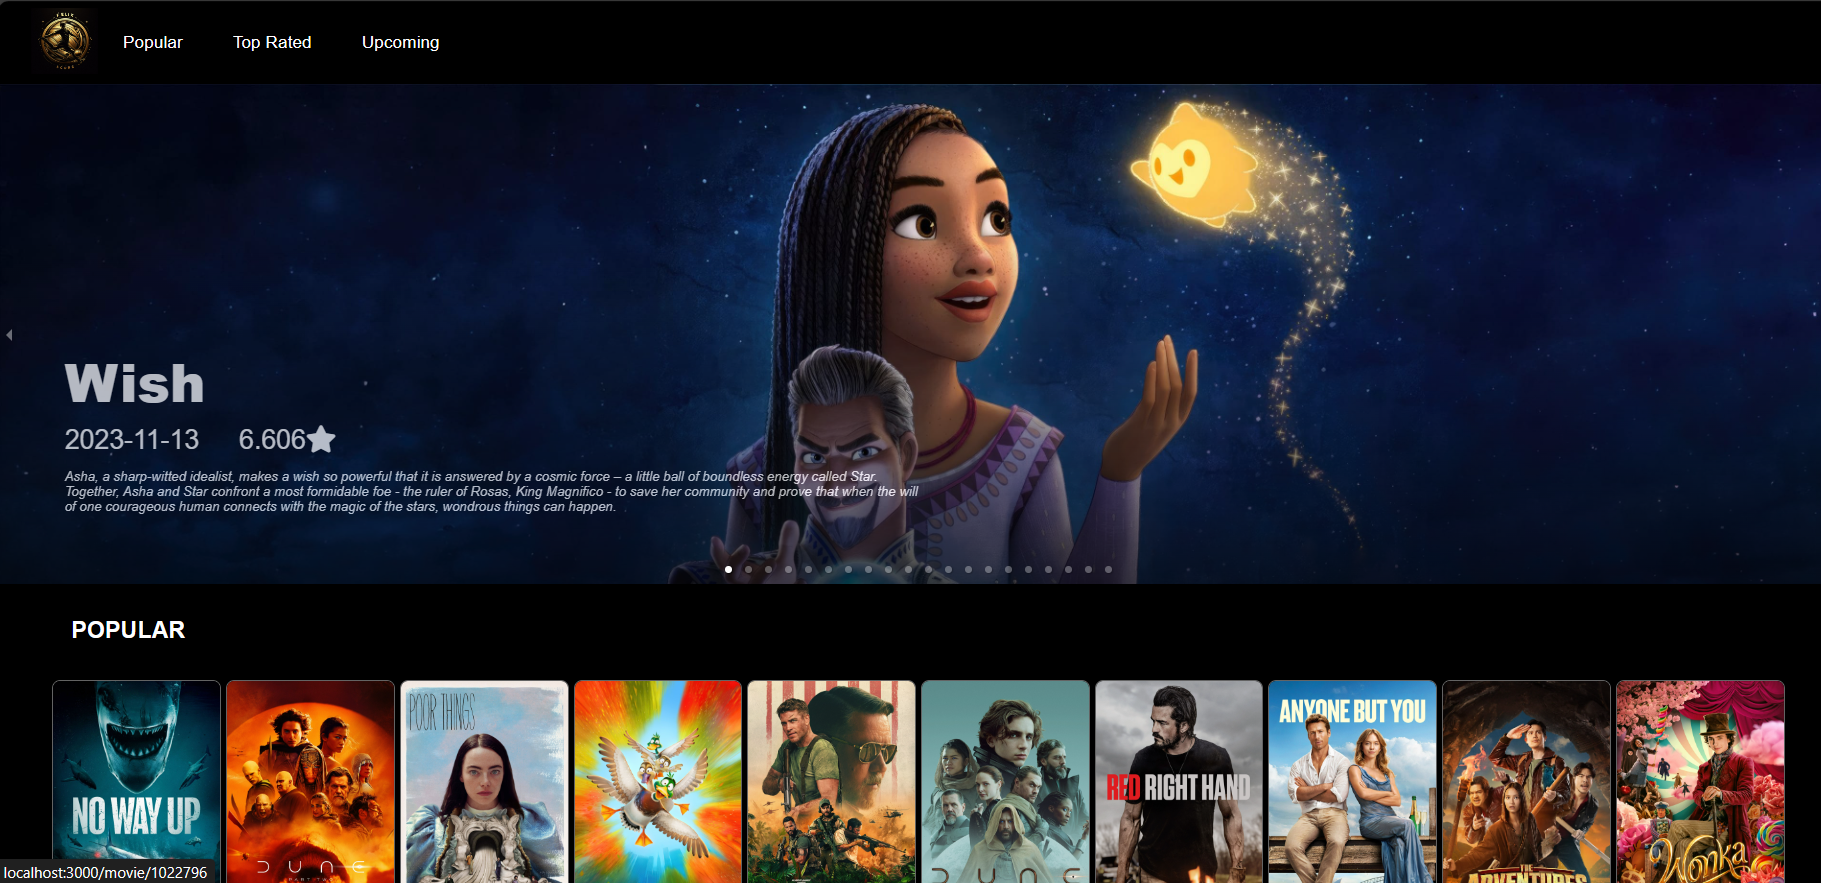 Popular
Top Rated
Upcoming
Wish
2023-11-13 6.606
Asha, a sharp-witted idealist, makes a wish so powerful that it is answered by a cosmic force – a little ball of boundless energy called Star.
Together, Asha and Star confront a most formidable foe - the ruler of Rosas, King Magnifico - to save her community and prove that when the will
of one courageous human connects with the magic of the stars, wondrous things can happen.
POPULAR
NO WAY UP
DUNE
POOR THINGS
DUNE
RED RIGHT HAND
ANYONE BUT YOU
THE
ADVENTURES
Wonka
localhost:3000/movie/1022796